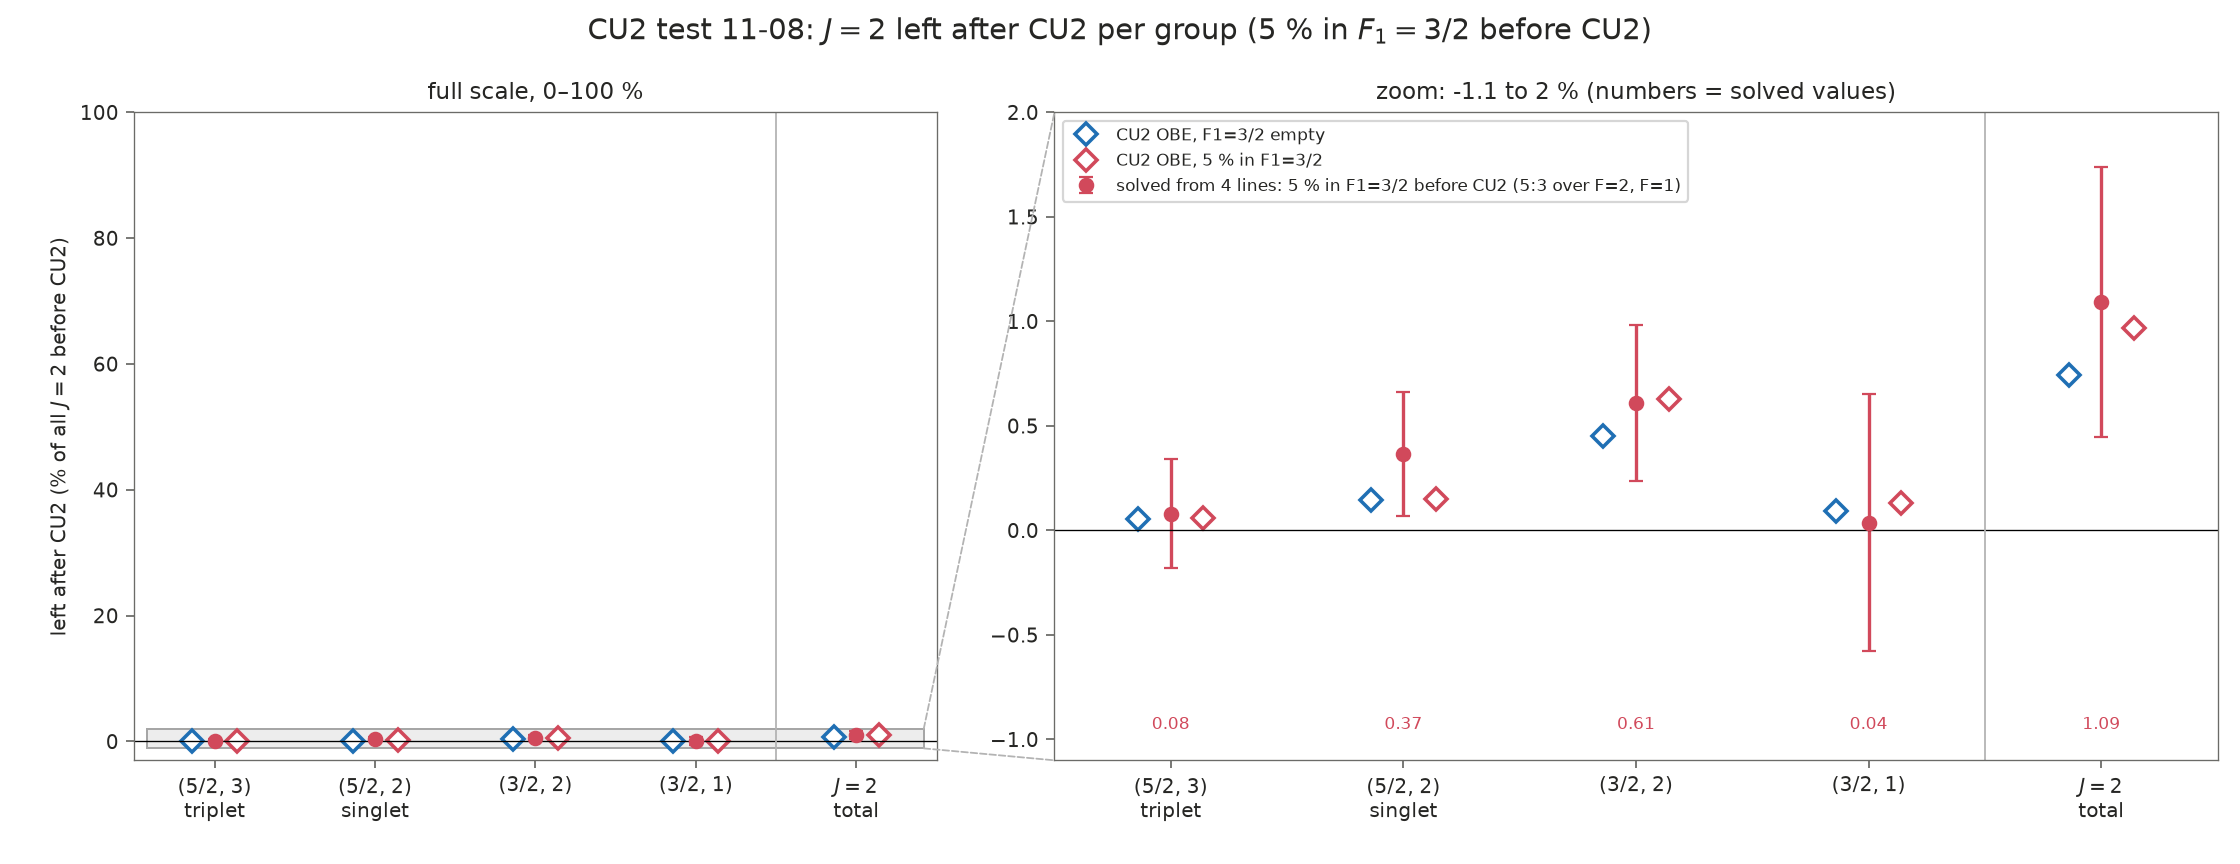 CU2 test 11-08: J = 2 left after CU2 per group (5 % in F₁ = 3/2 before CU2)
full scale, 0–100 %
left after CU2 (% of all J = 2 before CU2)
100
80
60
40
20
0
(5/2, 3)
triplet
(5/2, 2)
singlet
(3/2, 2)
(3/2, 1)
J = 2
total
zoom: -1.1 to 2 % (numbers = solved values)
CU2 OBE, F1=3/2 empty
CU2 OBE, 5 % in F1=3/2
solved from 4 lines: 5 % in F1=3/2 before CU2 (5:3 over F=2, F=1)
2.0
1.5
1.0
0.5
0.0
−0.5
−1.0
0.08
0.37
0.61
0.04
1.09
(5/2, 3)
triplet
(5/2, 2)
singlet
(3/2, 2)
(3/2, 1)
J = 2
total